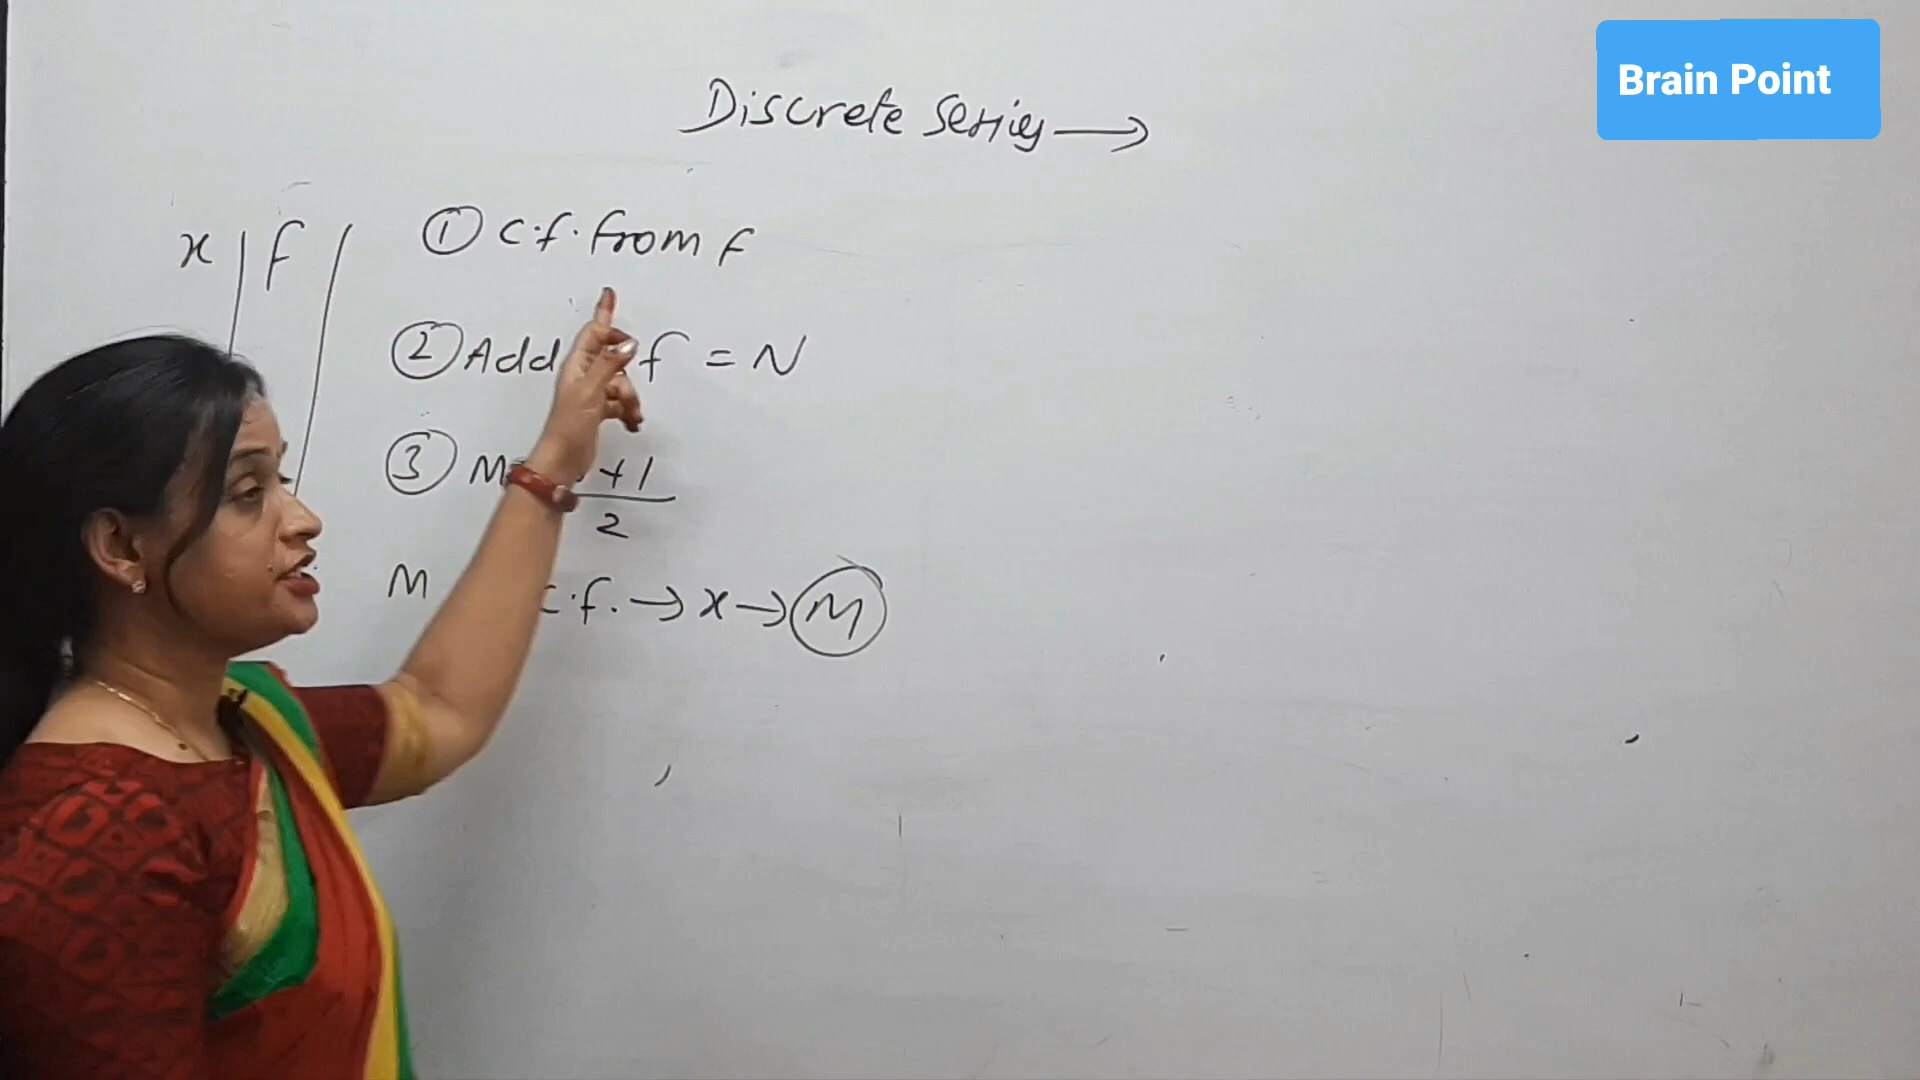 Brain Point
Discrete Series →
x | f |
① C.f. From f
② Add f = N
③ M +1
2
M c.f. → x → M